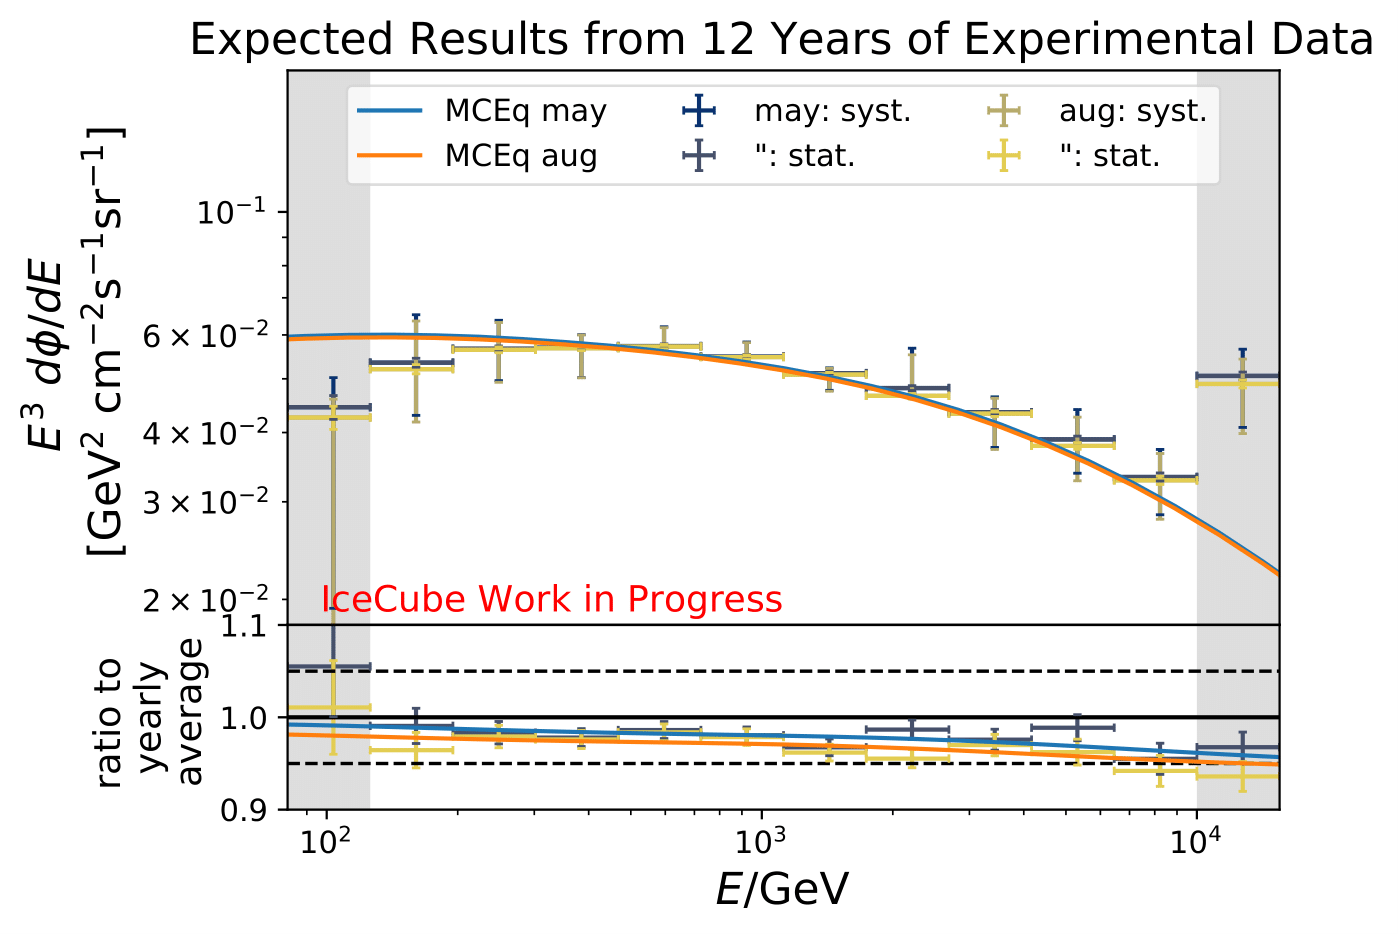 Expected Results from 12 Years of Experimental Data
MCEq may
MCEq aug
may: syst.
": stat.
aug: syst.
": stat.
E³ dϕ/dE
[GeV² cm⁻²s⁻¹sr⁻¹]
10⁻¹
6 × 10⁻²
4 × 10⁻²
3 × 10⁻²
2 × 10⁻²
IceCube Work in Progress
ratio to
yearly
average
1.1
1.0
0.9
10²
10³
10⁴
E/GeV